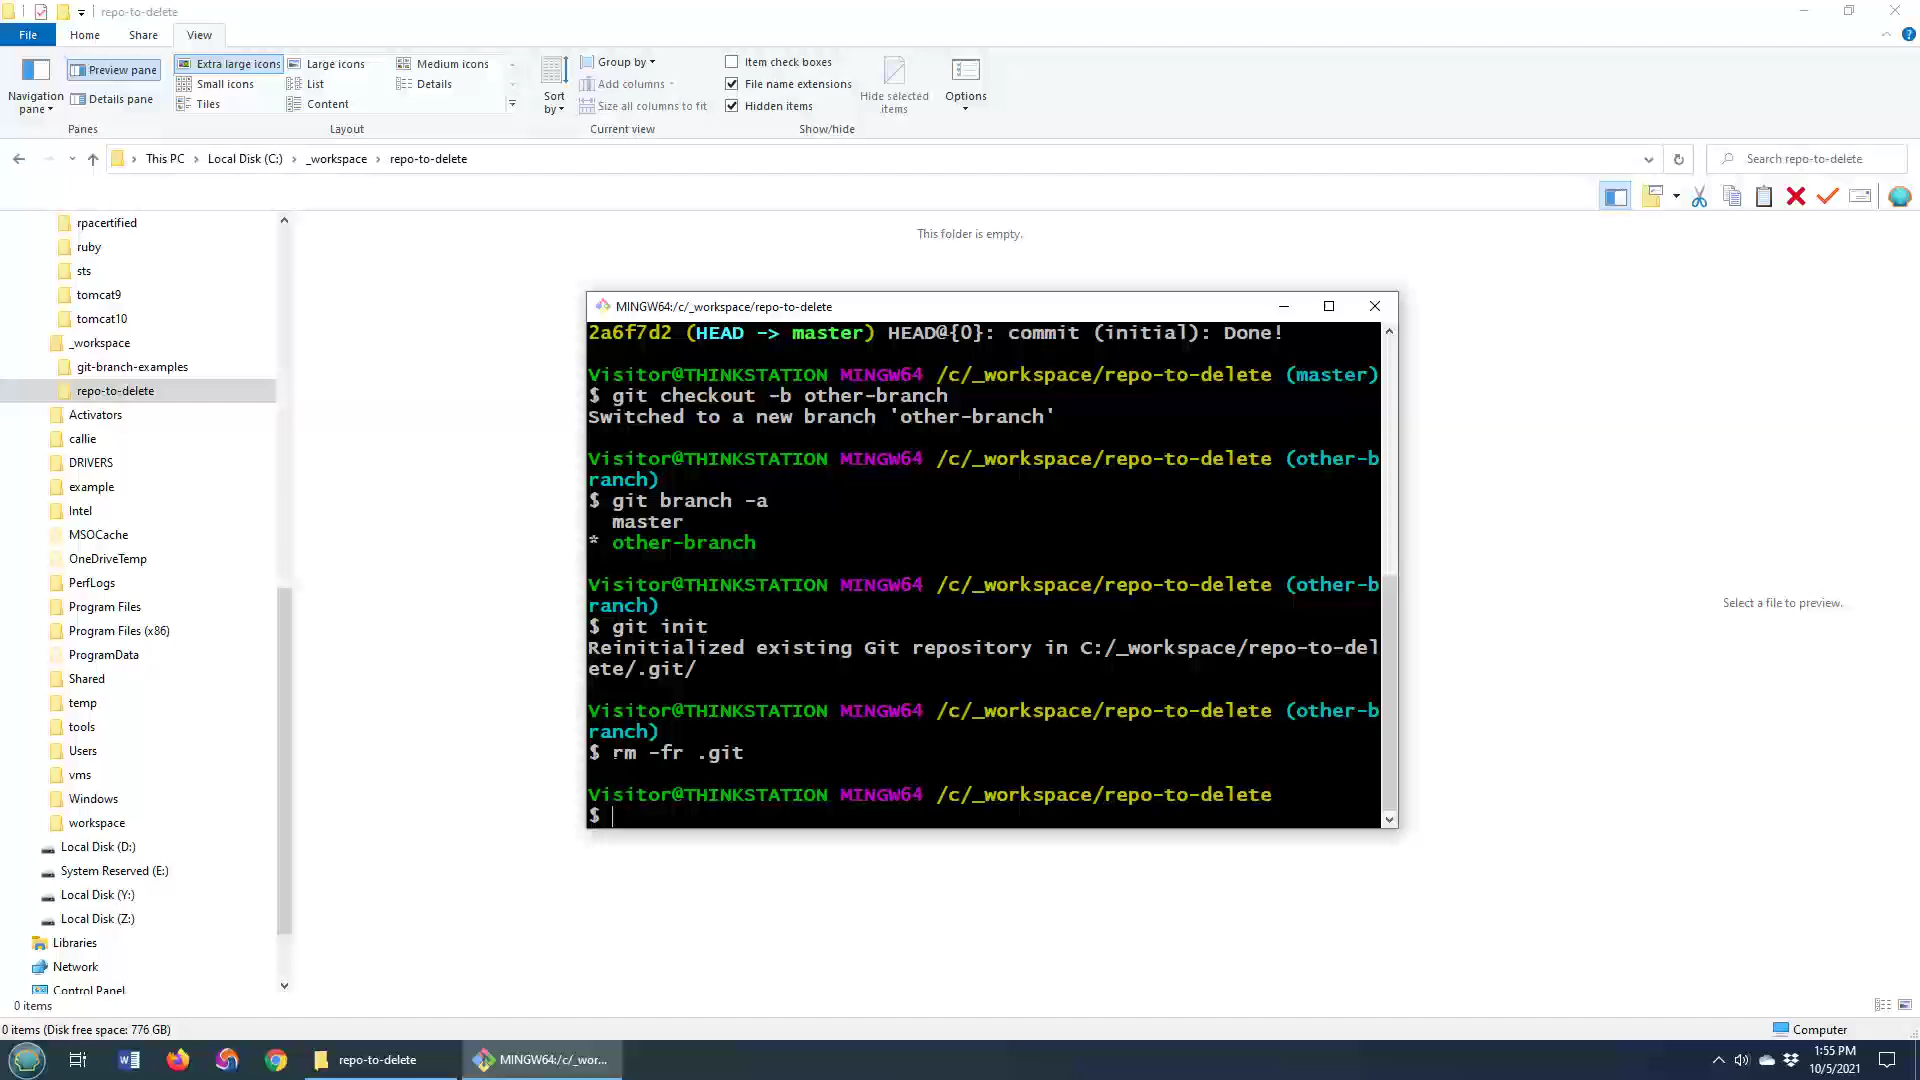 repo-to-delete
File Home Share View
Navigation pane
Preview pane
Details pane
Panes
Extra large icons Large icons Medium icons
Small icons List Details
Tiles Content
Layout
Sort by
Group by
Add columns
Size all columns to fit
Current view
Item check boxes
File name extensions
Hidden items
Hide selected items
Show/hide
Options
This PC Local Disk (C:) _workspace repo-to-delete
Search repo-to-delete
rpacertified
ruby
sts
tomcat9
tomcat10
_workspace
git-branch-examples
repo-to-delete
Activators
callie
DRIVERS
example
Intel
MSOCache
OneDriveTemp
PerfLogs
Program Files
Program Files (x86)
ProgramData
Shared
temp
tools
Users
vms
Windows
workspace
Local Disk (D:)
System Reserved (E:)
Local Disk (Y:)
Local Disk (Z:)
Libraries
Network
Control Panel
This folder is empty.
Select a file to preview.
MINGW64:/c/_workspace/repo-to-delete
2a6f7d2 (HEAD -> master) HEAD@{0}: commit (initial): Done!
Visitor@THINKSTATION MINGW64 /c/_workspace/repo-to-delete (master)
$ git checkout -b other-branch
Switched to a new branch 'other-branch'
Visitor@THINKSTATION MINGW64 /c/_workspace/repo-to-delete (other-b
ranch)
$ git branch -a
master
* other-branch
Visitor@THINKSTATION MINGW64 /c/_workspace/repo-to-delete (other-b
ranch)
$ git init
Reinitialized existing Git repository in C:/_workspace/repo-to-del
ete/.git/
Visitor@THINKSTATION MINGW64 /c/_workspace/repo-to-delete (other-b
ranch)
$ rm -fr .git
Visitor@THINKSTATION MINGW64 /c/_workspace/repo-to-delete
$
0 items
0 items (Disk free space: 776 GB)
Computer
repo-to-delete
MINGW64:/c/_wor...
1:55 PM
10/5/2021